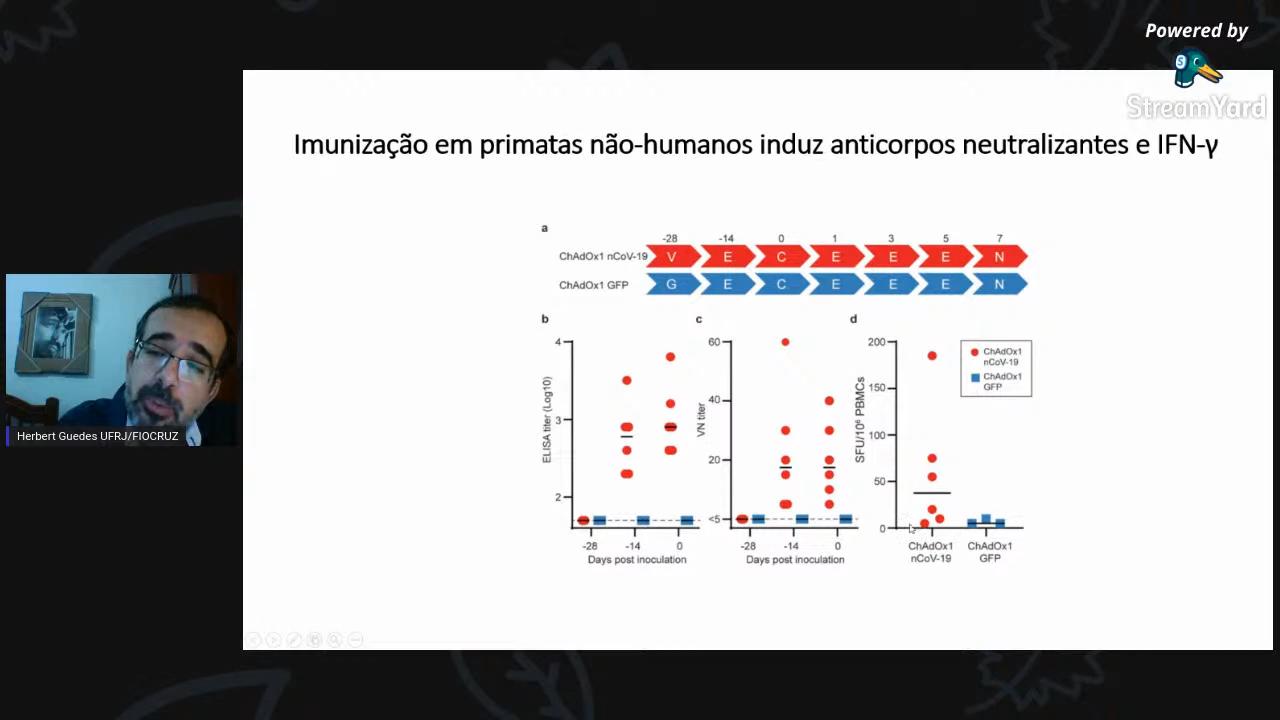 Powered by
StreamYard
Imunização em primatas não-humanos induz anticorpos neutralizantes e IFN-γ
a
-28 -14 0 1 3 5 7
ChAdOx1 nCoV-19 V E C E E E N
ChAdOx1 GFP G E C E E E N
b
4
3
2
ELISA titer (Log10)
-28 -14 0
Days post inoculation
c
60
40
20
<5
VN titer
-28 -14 0
Days post inoculation
d
200
150
100
50
0
SFU/10⁶ PBMCs
ChAdOx1
nCoV-19
ChAdOx1
GFP
ChAdOx1
nCoV-19
ChAdOx1
GFP
Herbert Guedes UFRJ/FIOCRUZ